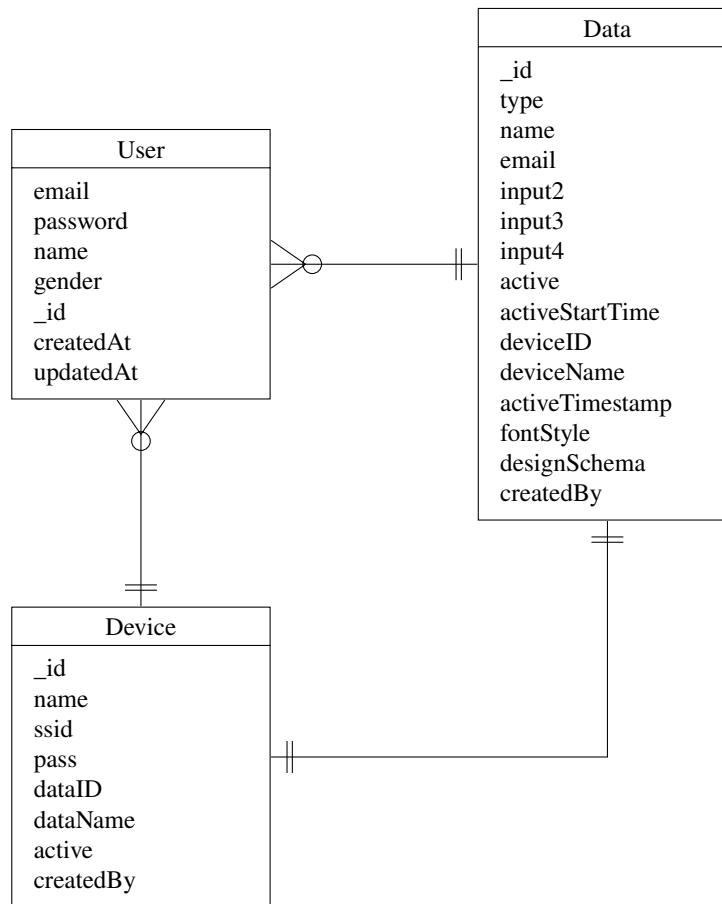 Data
_id
type
name
email
input2
input3
input4
active
activeStartTime
deviceID
deviceName
activeTimestamp
fontStyle
designSchema
createdBy
User
email
password
name
gender
_id
createdAt
updatedAt
Device
_id
name
ssid
pass
dataID
dataName
active
createdBy